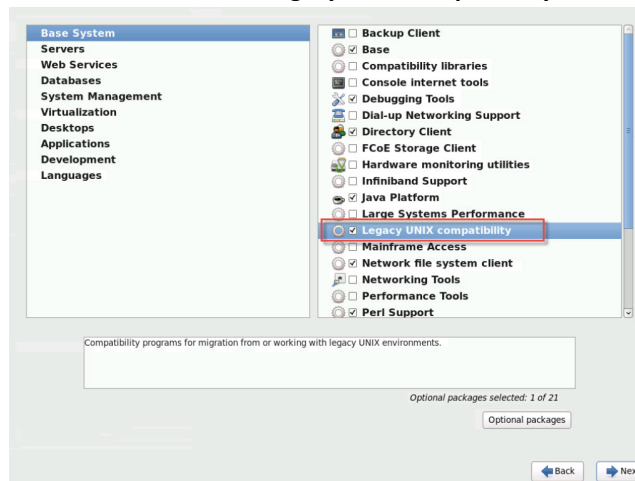 Base System
Servers
Web Services
Databases
System Management
Virtualization
Desktops
Applications
Development
Languages
Backup Client
Base
Compatibility libraries
Console internet tools
Debugging Tools
Dial-up Networking Support
Directory Client
FCoE Storage Client
Hardware monitoring utilities
Infiniband Support
Java Platform
Large Systems Performance
Legacy UNIX compatibility
Mainframe Access
Network file system client
Networking Tools
Performance Tools
Perl Support
Compatibility programs for migration from or working with legacy UNIX environments.
Optional packages selected: 1 of 21
Optional packages
Back
Nex